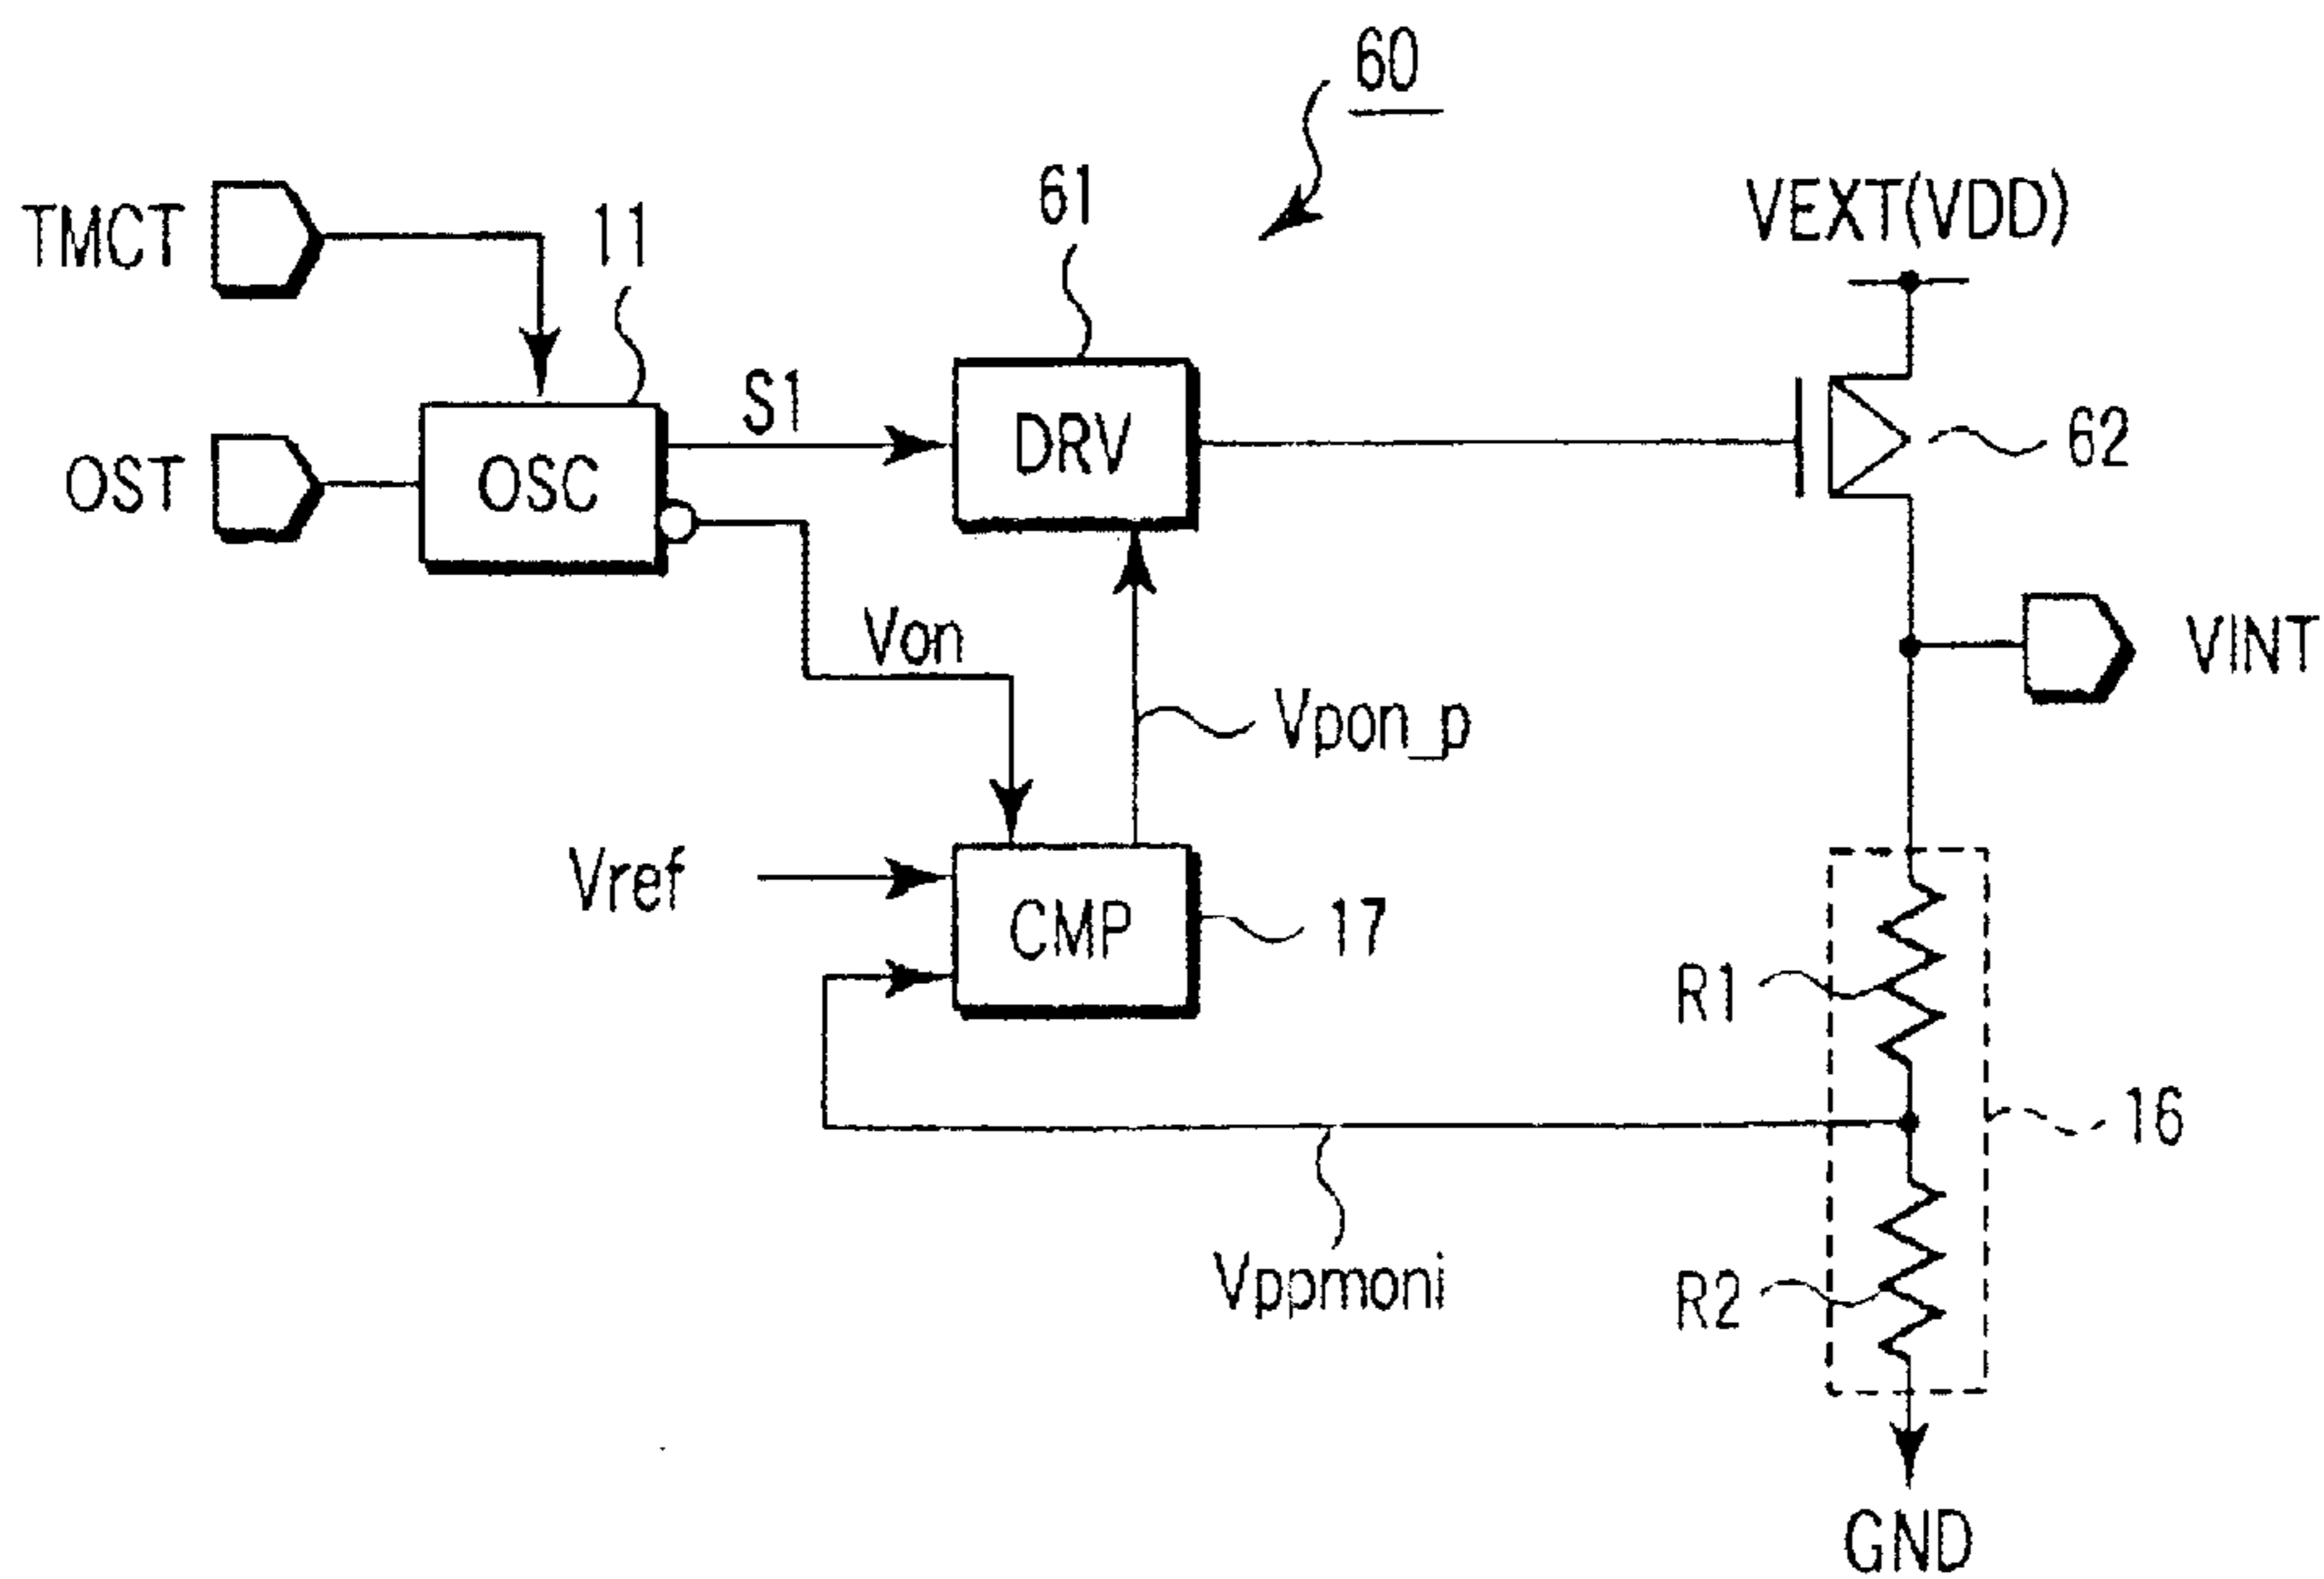 60
61
TMCT
11
VEXT(VDD)
S1
DRV
62
OST
OSC
Von
VINT
Vpon_p
Vref
CMP
17
R1
16
Vppmoni
R2
GND